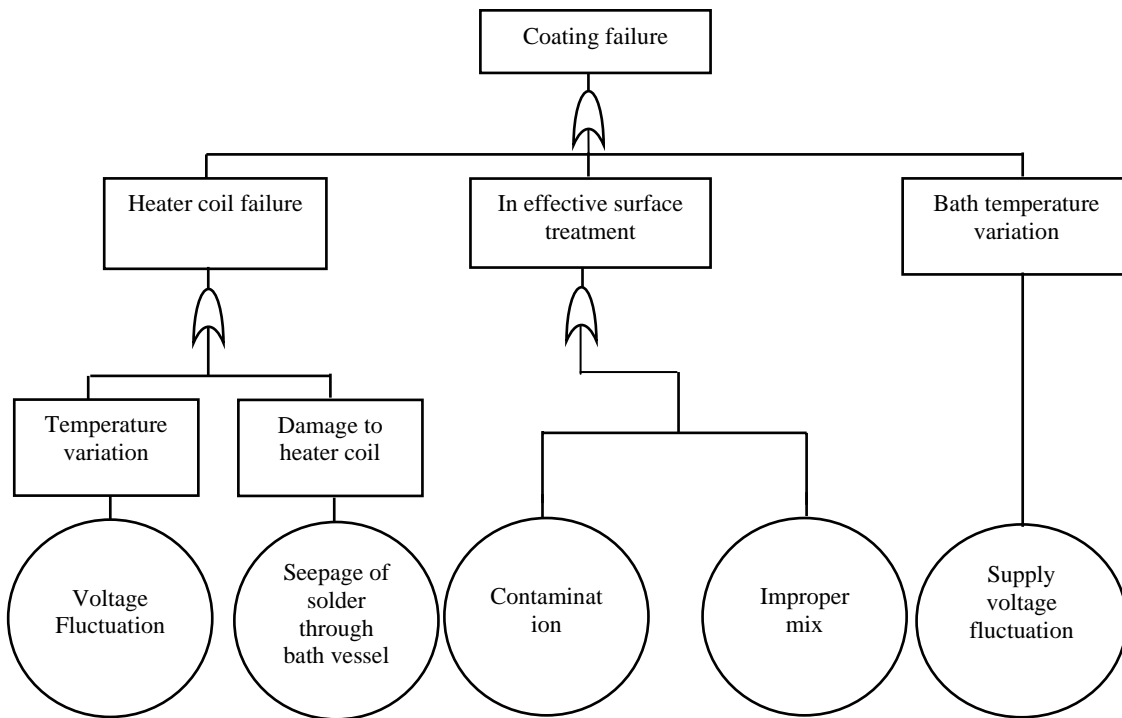 Coating failure
Heater coil failure
In effective surface
treatment
Bath temperature
variation
Temperature
variation
Damage to
heater coil
Voltage
Fluctuation
Seepage of
solder
through
bath vessel
Contaminat
ion
Improper
mix
Supply
voltage
fluctuation